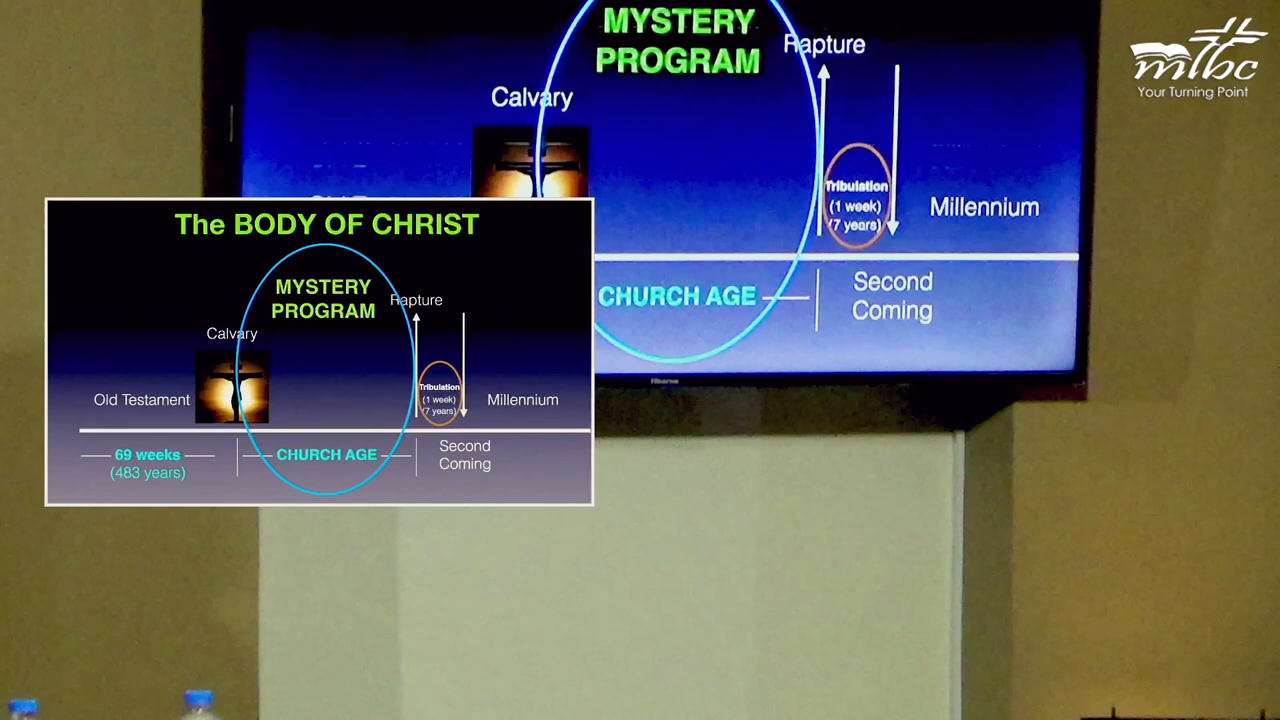 MYSTERY
PROGRAM
Rapture
Calvary
Tribulation
(1 week)
(7 years)
Millennium
CHURCH AGE
Second
Coming
Hisense
mtbc
Your Turning Point
The BODY OF CHRIST
MYSTERY
PROGRAM
Rapture
Calvary
Old Testament
Tribulation
(1 week)
(7 years)
Millennium
69 weeks
(483 years)
CHURCH AGE
Second
Coming